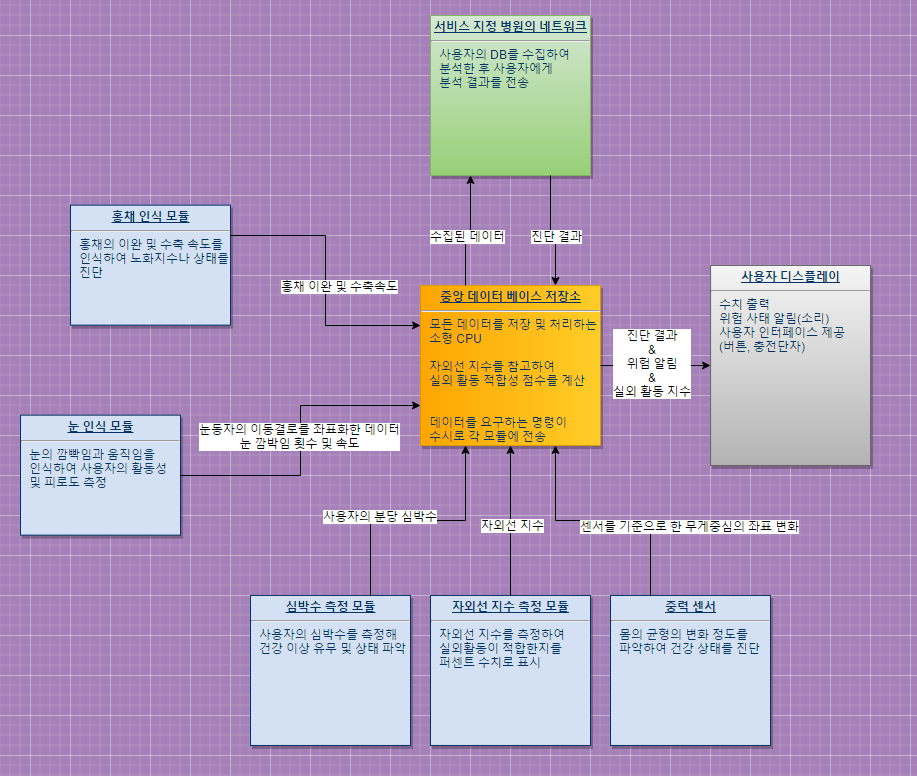 서비스 지정 병원의 네트워크
사용자의 DB를 수집하여
분석한 후 사용자에게
분석 결과를 전송
수집된 데이터
진단 결과
홍채 인식 모듈
홍채의 이완 및 수축 속도를
인식하여 노화지수나 상태를
진단
홍채 이완 및 수축속도
중앙 데이터 베이스 저장소
모든 데이터를 저장 및 처리하는
소형 CPU
자외선 지수를 참고하여
실외 활동 적합성 점수를 계산
데이터를 요구하는 명령이
수시로 각 모듈에 전송
진단 결과
&
위험 알림
&
실외 활동 지수
사용자 디스플레이
수치 출력
위험 사태 알림(소리)
사용자 인터페이스 제공
(버튼, 충전단자)
눈 인식 모듈
눈의 깜빡임과 움직임을
인식하여 사용자의 활동성
및 피로도 측정
눈동자의 이동결로를 좌표화한 데이터
눈 깜박임 횟수 및 속도
사용자의 분당 심박수
자외선 지수
센서를 기준으로 한 무게중심의 좌표 변화
심박수 측정 모듈
사용자의 심박수를 측정해
건강 이상 유무 및 상태 파악
자외선 지수 측정 모듈
자외선 지수를 측정하여
실외활동이 적합한지를
퍼센트 수치로 표시
중력 센서
몸의 균형의 변화 정도를
파악하여 건강 상태를 진단